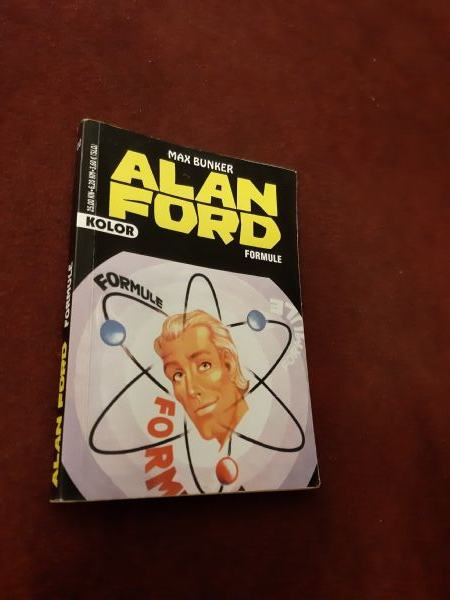 MAX BUNKER
ALAN
FORD
KOLOR
FORMULE
FORMULE
FORM
ALAN FORD FORMULE